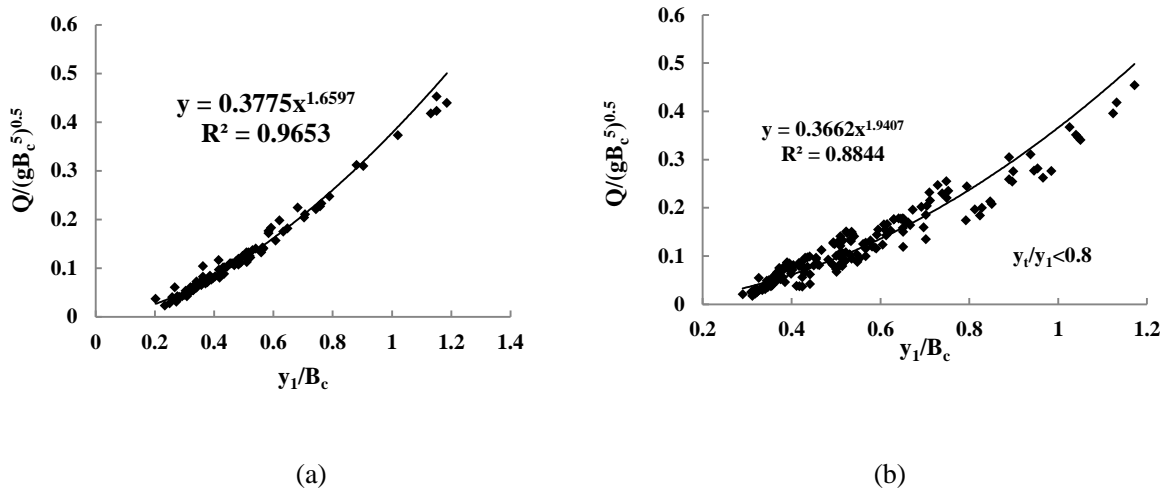 0.6
0.5
0.4
0.3
0.2
0.1
0
0 0.2 0.4 0.6 0.8 1 1.2 1.4
Q/(gB_c^5)^0.5
y_1/B_c
y = 0.3775x^1.6597
R² = 0.9653
(a)
0.6
0.5
0.4
0.3
0.2
0.1
0
0.2 0.4 0.6 0.8 1 1.2
Q/(gB_c^5)^0.5
y_1/B_c
y = 0.3662x^1.9407
R² = 0.8844
y_t/y_1<0.8
(b)